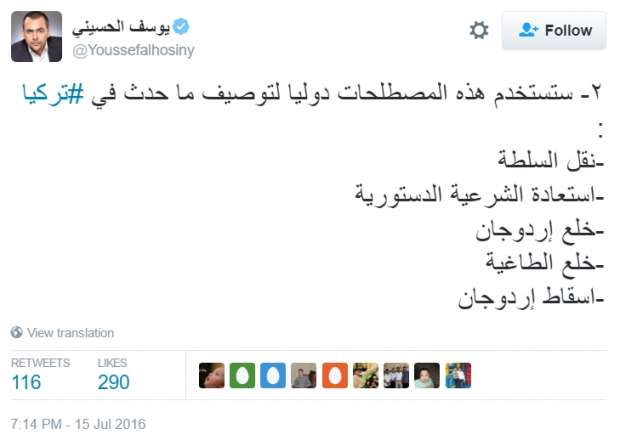 يوسف الحسيني
@Youssefalhosiny
Follow
٢- ستستخدم هذه المصطلحات دوليا لتوصيف ما حدث في #تركيا
:
-نقل السلطة
-استعادة الشرعية الدستورية
-خلع إردوجان
-خلع الطاغية
-اسقاط إردوجان
View translation
RETWEETS LIKES
116 290
7:14 PM - 15 Jul 2016